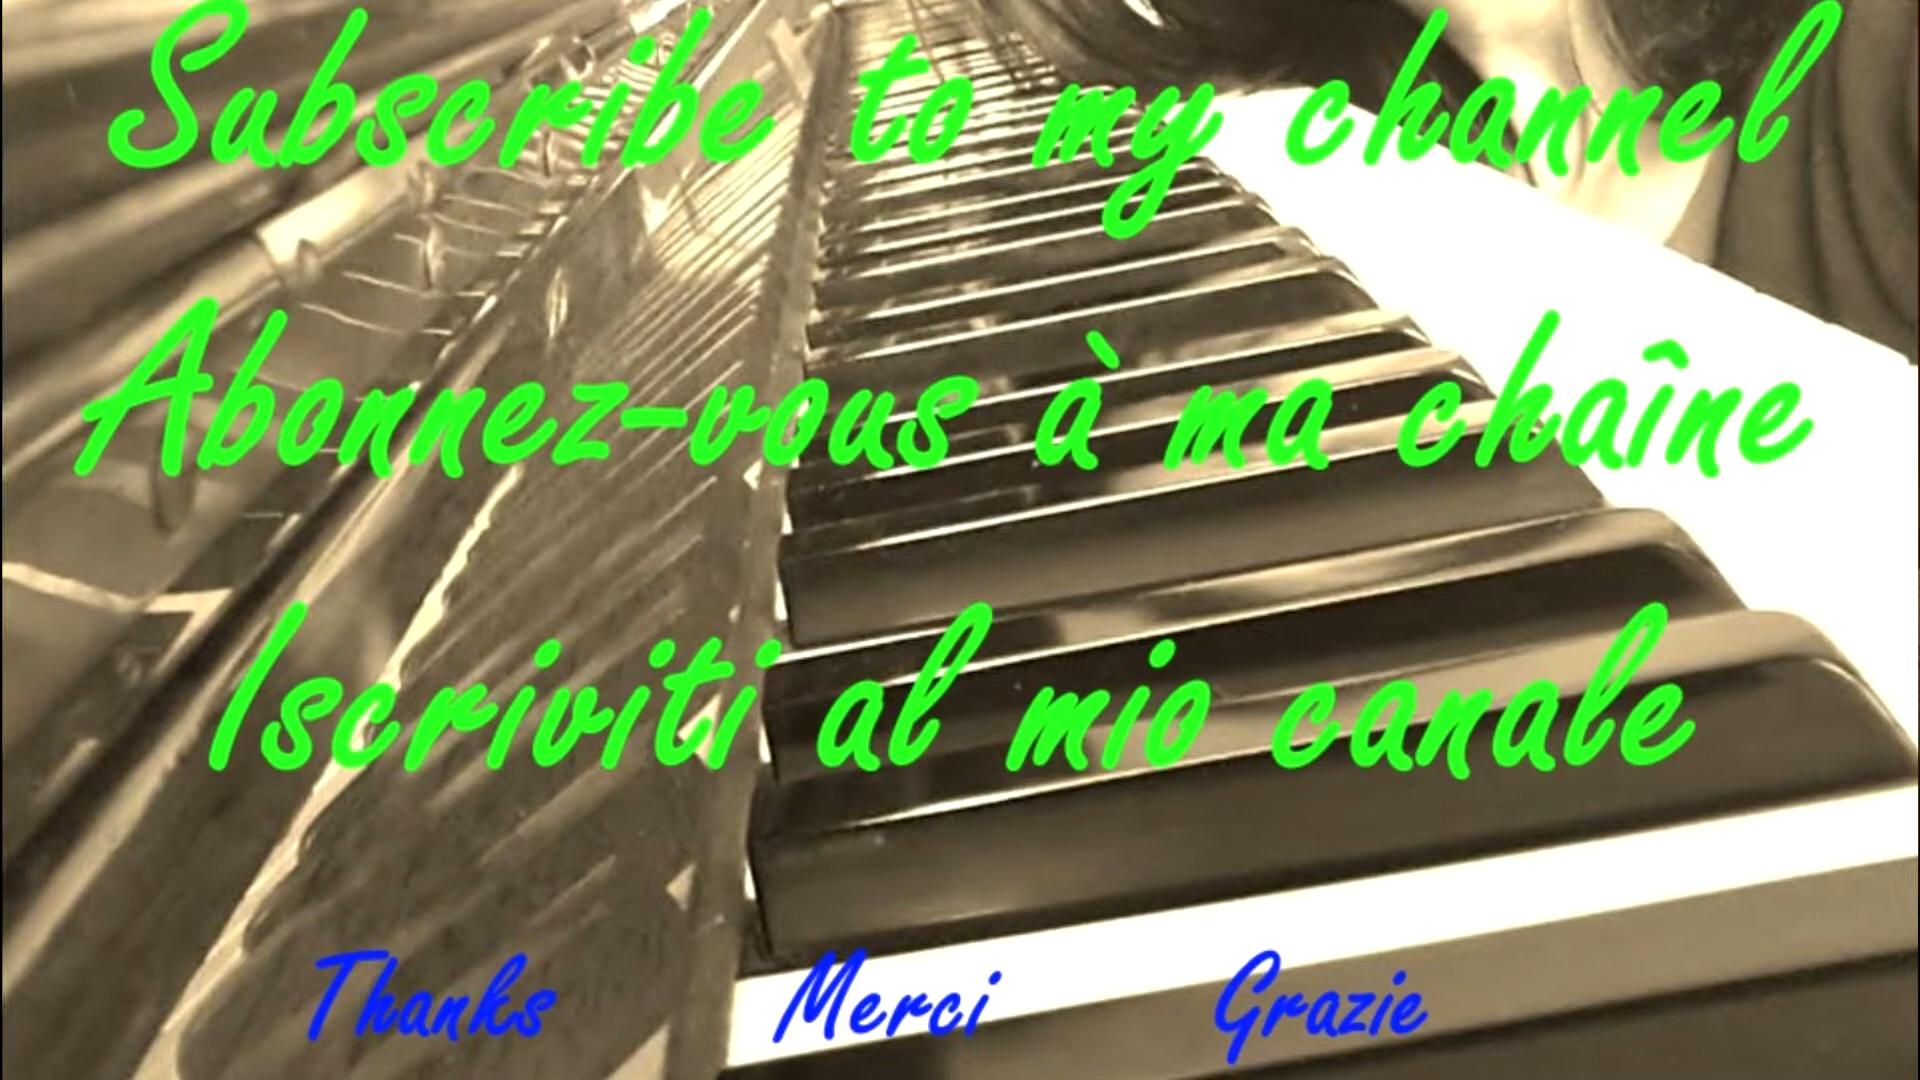 Subscribe to my channel
Abonnez-vous à ma chaîne
Iscriviti al mio canale
Thanks Merci Grazie